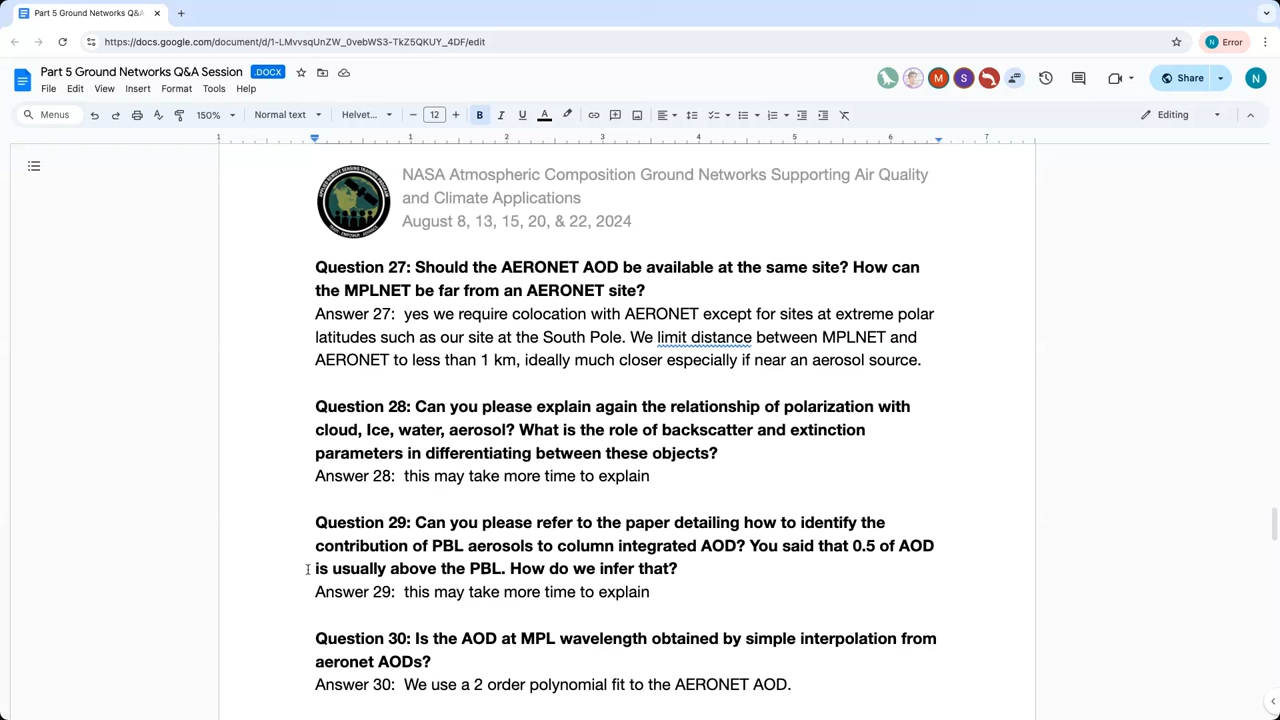 Part 5 Ground Networks Q&A
https://docs.google.com/document/d/1-LMvvsqUnZW_0vebWS3-TkZ5QKUY_4DF/edit
N Error
Part 5 Ground Networks Q&A Session .DOCX
File Edit View Insert Format Tools Help
M S Share N
Menus 150% Normal text Helvet... 12 B I U A Editing
1 1 2 3 4 5 6 7
NASA Atmospheric Composition Ground Networks Supporting Air Quality
and Climate Applications
August 8, 13, 15, 20, & 22, 2024
Question 27: Should the AERONET AOD be available at the same site? How can
the MPLNET be far from an AERONET site?
Answer 27: yes we require colocation with AERONET except for sites at extreme polar
latitudes such as our site at the South Pole. We limit distance between MPLNET and
AERONET to less than 1 km, ideally much closer especially if near an aerosol source.
Question 28: Can you please explain again the relationship of polarization with
cloud, Ice, water, aerosol? What is the role of backscatter and extinction
parameters in differentiating between these objects?
Answer 28: this may take more time to explain
Question 29: Can you please refer to the paper detailing how to identify the
contribution of PBL aerosols to column integrated AOD? You said that 0.5 of AOD
is usually above the PBL. How do we infer that?
Answer 29: this may take more time to explain
Question 30: Is the AOD at MPL wavelength obtained by simple interpolation from
aeronet AODs?
Answer 30: We use a 2 order polynomial fit to the AERONET AOD.